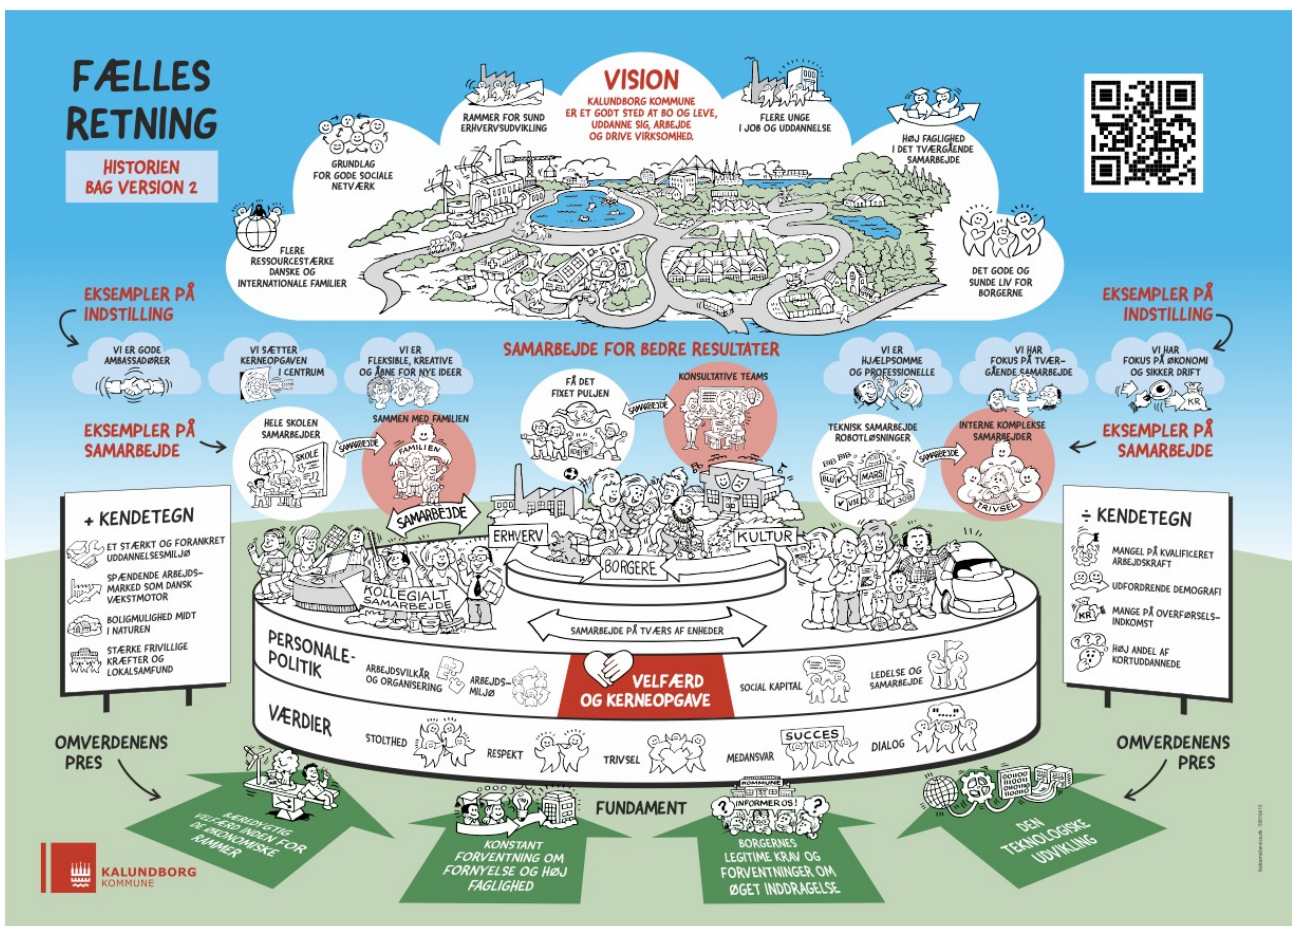 FÆLLES
RETNING
HISTORIEN
BAG VERSION 2
VISION
KALUNDBORG KOMMUNE
ER ET GODT STED AT BO OG LEVE,
UDDANNE SIG, ARBEJDE
OG DRIVE VIRKSOMHED.
RAMMER FOR SUND
ERHVERVSUDVIKLING
FLERE UNGE
I JOB OG UDDANNELSE
GRUNDLAG
FOR GODE SOCIALE
NETVÆRK
HØJ FAGLIGHED
I DET TVÆRGÅENDE
SAMARBEJDE
FLERE
RESSOURCESTÆRKE
DANSKE OG
INTERNATIONALE FAMILIER
DET GODE OG
SUNDE LIV FOR
BORGERNE
EKSEMPLER PÅ
INDSTILLING
EKSEMPLER PÅ
INDSTILLING
VI ER GODE
AMBASSADØRER
VI SÆTTER
KERNEOPGAVEN
I CENTRUM
VI ER
FLEKSIBLE, KREATIVE
OG ÅBNE FOR NYE IDEER
SAMARBEJDE FOR BEDRE RESULTATER
VI ER
HJÆLPSOMME
OG PROFESSIONELLE
VI HAR
FOKUS PÅ TVÆR-
GÅENDE SAMARBEJDE
VI HAR
FOKUS PÅ ØKONOMI
OG SIKKER DRIFT
KR
FÅ DET
FIXET PULJEN
SAMARBEJDE
KONSULTATIVE TEAMS
EKSEMPLER PÅ
SAMARBEJDE
HELE SKOLEN
SAMARBEJDER
SKOLE
SAMARBEJDE
SAMMEN MED FAMILIEN
FAMILIEN
TEKNISK SAMARBEJDE
ROBOTLØSNINGER
BIG BIG
MARS
SAMARBEJDE
INTERNE KOMPLEKSE
SAMARBEJDER
TRIVSEL
EKSEMPLER PÅ
SAMARBEJDE
SAMARBEJDE
ERHVERV
BORGERE
KULTUR
KOLLEGIALT
SAMARBEJDE
SAMARBEJDE PÅ TVÆRS AF ENHEDER
+ KENDETEGN
ET STÆRKT OG FORANKRET
UDDANNELSESMILJØ
SPÆNDENDE ARBEJDS-
MARKED SOM DANSK
VÆKSTMOTOR
BOLIGMULIGHED MIDT
I NATUREN
STÆRKE FRIVILLIGE
KRÆFTER OG
LOKALSAMFUND
÷ KENDETEGN
MANGEL PÅ KVALIFICERET
ARBEJDSKRAFT
UDFORDRENDE DEMOGRAFI
KR
MANGE PÅ OVERFØRSELS-
INDKOMST
???
HØJ ANDEL AF
KORTUDDANNEDE
PERSONALE-
POLITIK
ARBEJDSVILKÅR
OG ORGANISERING
ARBEJDS-
MILJØ
VELFÆRD
OG KERNEOPGAVE
SOCIAL KAPITAL
LEDELSE OG
SAMARBEJDE
VÆRDIER
STOLTHED
RESPEKT
TRIVSEL
MEDANSVAR
SUCCES
DIALOG
OMVERDENENS
PRES
OMVERDENENS
PRES
FUNDAMENT
BÆREDYGTIG
VELFÆRD INDEN FOR
DE ØKONOMISKE
RAMMER
KONSTANT
FORVENTNING OM
FORNYELSE OG HØJ
FAGLIGHED
KOMMUNE
? INFORMER OS! ?
BORGERNES
LEGITIME KRAV OG
FORVENTNINGER OM
ØGET INDDRAGELSE
DEN
TEKNOLOGISKE
UDVIKLING
KALUNDBORG
KOMMUNE